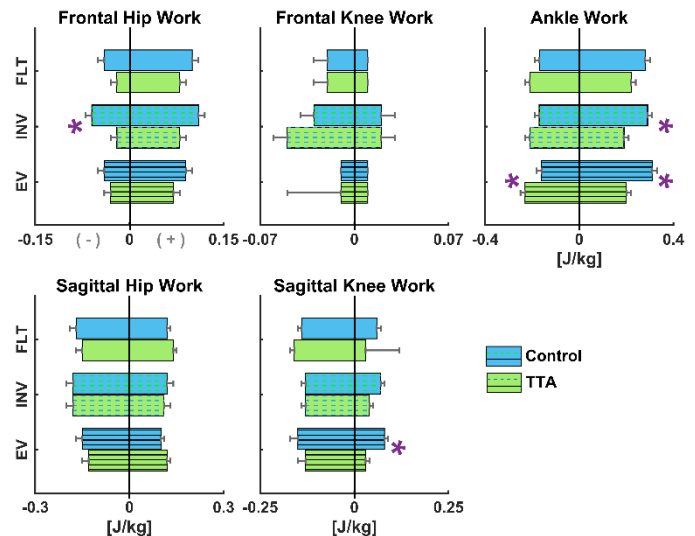 Frontal Hip Work Frontal Knee Work Ankle Work
FLT
INV
*
*
EV
*
*
-0.15 (-) 0 (+) 0.15 -0.07 0 0.07 -0.4 0 0.4
[J/kg]
Sagittal Hip Work Sagittal Knee Work
FLT
Control
TTA
INV
EV
*
-0.3 0 0.3 -0.25 0 0.25
[J/kg] [J/kg]